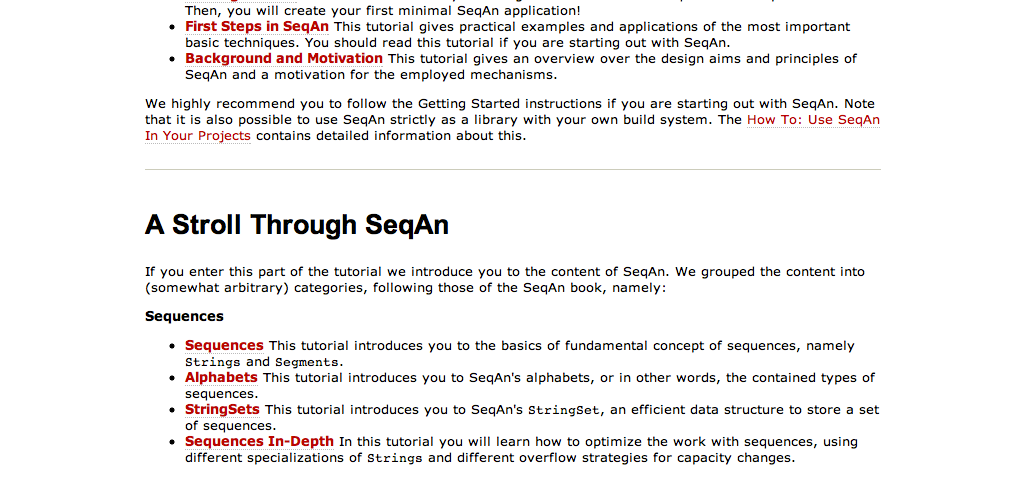 Then, you will create your first minimal SeqAn application!
First Steps in SeqAn This tutorial gives practical examples and applications of the most important
basic techniques. You should read this tutorial if you are starting out with SeqAn.
Background and Motivation This tutorial gives an overview over the design aims and principles of
SeqAn and a motivation for the employed mechanisms.
We highly recommend you to follow the Getting Started instructions if you are starting out with SeqAn. Note
that it is also possible to use SeqAn strictly as a library with your own build system. The How To: Use SeqAn
In Your Projects contains detailed information about this.
A Stroll Through SeqAn
If you enter this part of the tutorial we introduce you to the content of SeqAn. We grouped the content into
(somewhat arbitrary) categories, following those of the SeqAn book, namely:
Sequences
Sequences This tutorial introduces you to the basics of fundamental concept of sequences, namely
Strings and Segments.
Alphabets This tutorial introduces you to SeqAn's alphabets, or in other words, the contained types of
sequences.
StringSets This tutorial introduces you to SeqAn's StringSet, an efficient data structure to store a set
of sequences.
Sequences In-Depth In this tutorial you will learn how to optimize the work with sequences, using
different specializations of Strings and different overflow strategies for capacity changes.